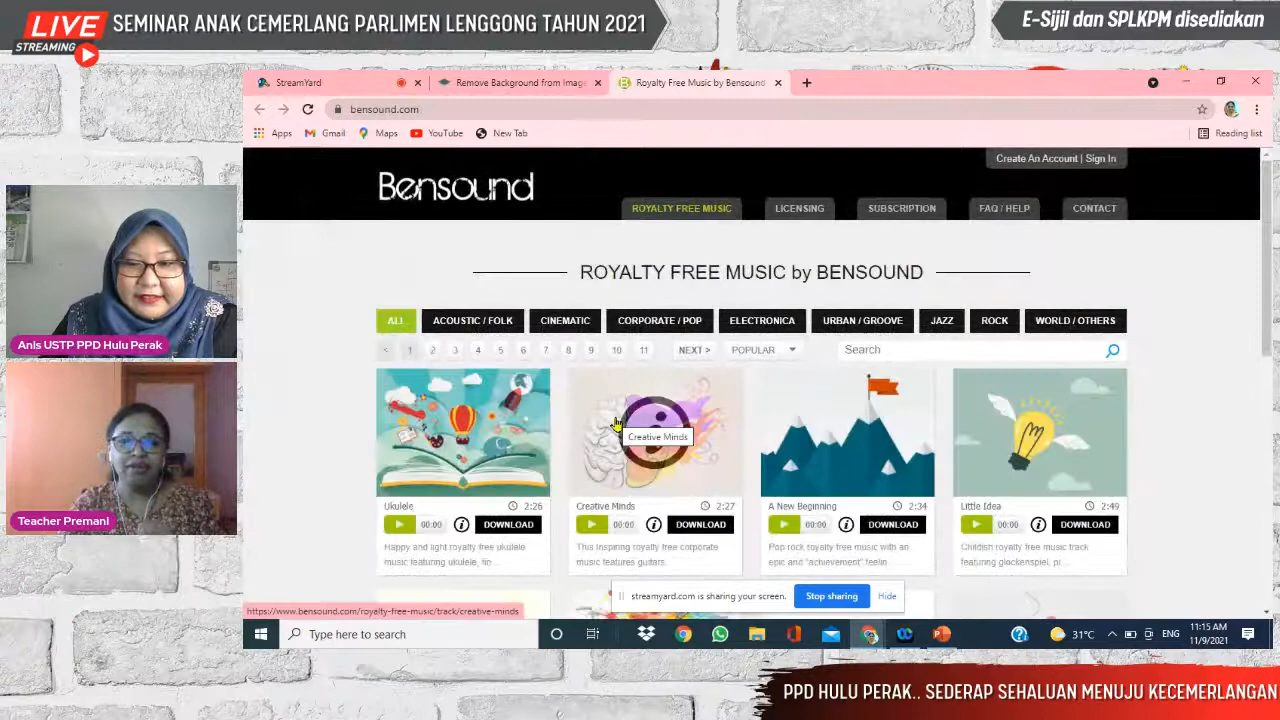 LIVE
STREAMING
SEMINAR ANAK CEMERLANG PARLIMEN LENGGONG TAHUN 2021
E-Sijil dan SPLKPM disediakan
StreamYard
Remove Background from Image
Royalty Free Music by Bensound
bensound.com
Apps
Gmail
Maps
YouTube
New Tab
Reading list
Create An Account | Sign In
Bensound
ROYALTY FREE MUSIC
LICENSING
SUBSCRIPTION
FAQ / HELP
CONTACT
ROYALTY FREE MUSIC by BENSOUND
ALL
ACOUSTIC / FOLK
CINEMATIC
CORPORATE / POP
ELECTRONICA
URBAN / GROOVE
JAZZ
ROCK
WORLD / OTHERS
< 1 2 3 4 5 6 7 8 9 10 11 NEXT >
POPULAR
Search
Creative Minds
Ukulele 2:26
00:00 DOWNLOAD
Happy and light royalty free ukulele
music featuring ukulele, fin...
Creative Minds 2:27
00:00 DOWNLOAD
This Inspiring royalty free corporate
music features guitars.
A New Beginning 2:34
00:00 DOWNLOAD
Pop rock royalty free music with an
epic and "achievement" feelin...
Little Idea 2:49
00:00 DOWNLOAD
Childish royalty free music track
featuring glockenspiel, pi...
streamyard.com is sharing your screen.
Stop sharing
Hide
https://www.bensound.com/royalty-free-music/track/creative-minds
Type here to search
31°C
ENG
11:15 AM
11/9/2021
Anis USTP PPD Hulu Perak
Teacher Premani
PPD HULU PERAK.. SEDERAP SEHALUAN MENUJU KECEMERLANGAN